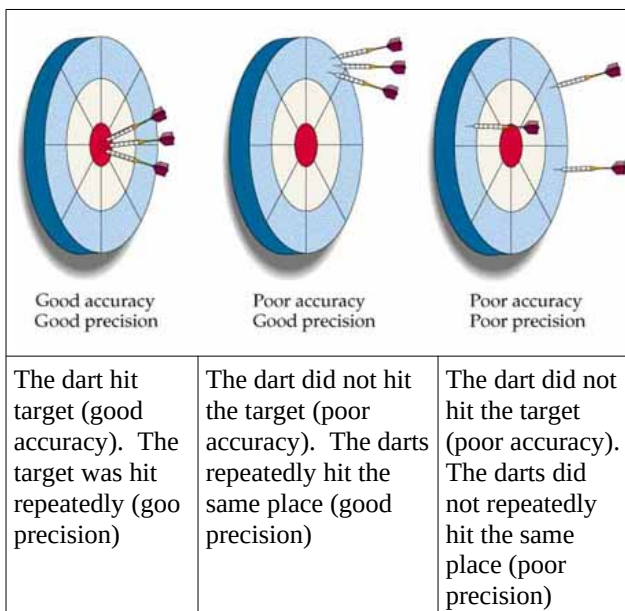 Good accuracy
Good precision
Poor accuracy
Good precision
Poor accuracy
Poor precision
The dart hit
target (good
accuracy).  The
target was hit
repeatedly (goo
precision)
The dart did not hit
the target (poor
accuracy).  The darts
repeatedly hit the
same place (good
precision)
The dart did not
hit the target
(poor accuracy).
The darts did
not repeatedly
hit the same
place (poor
precision)